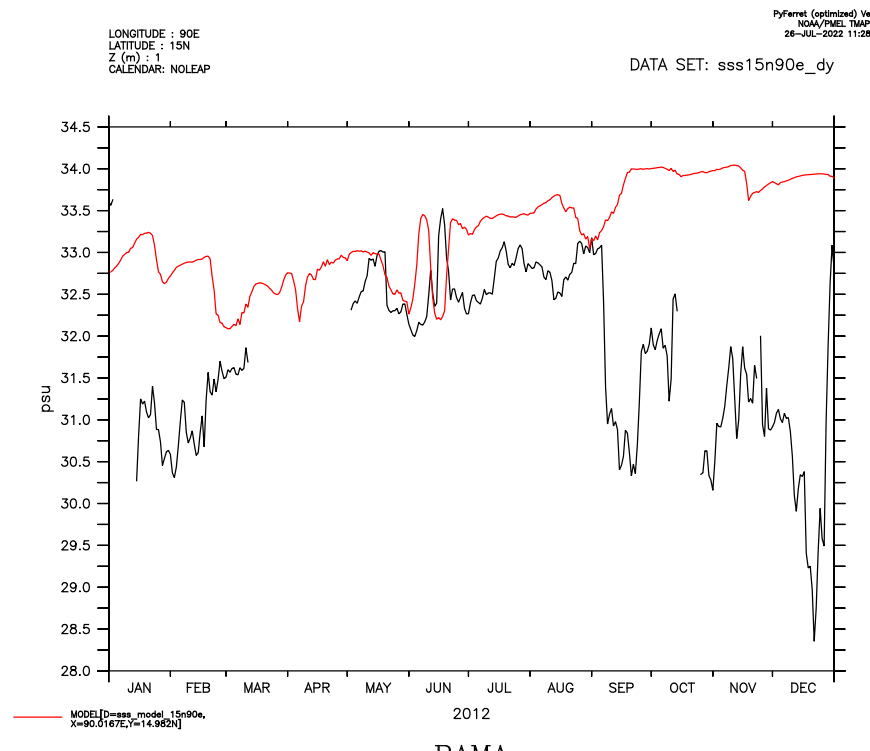 PyFerret (optimized) Ve
NOAA/PMEL TMAP
26-JUL-2022 11:28
LONGITUDE : 90E
LATITUDE : 15N
Z (m) : 1
CALENDAR: NOLEAP
DATA SET: sss15n90e_dy
34.5
34.0
33.5
33.0
32.5
32.0
31.5
31.0
30.5
30.0
29.5
29.0
28.5
28.0
psu
JAN FEB MAR APR MAY JUN JUL AUG SEP OCT NOV DEC
2012
MODEL[D=sss_model_15n90e,
X=90.0167E,Y=14.982N]
RAMA